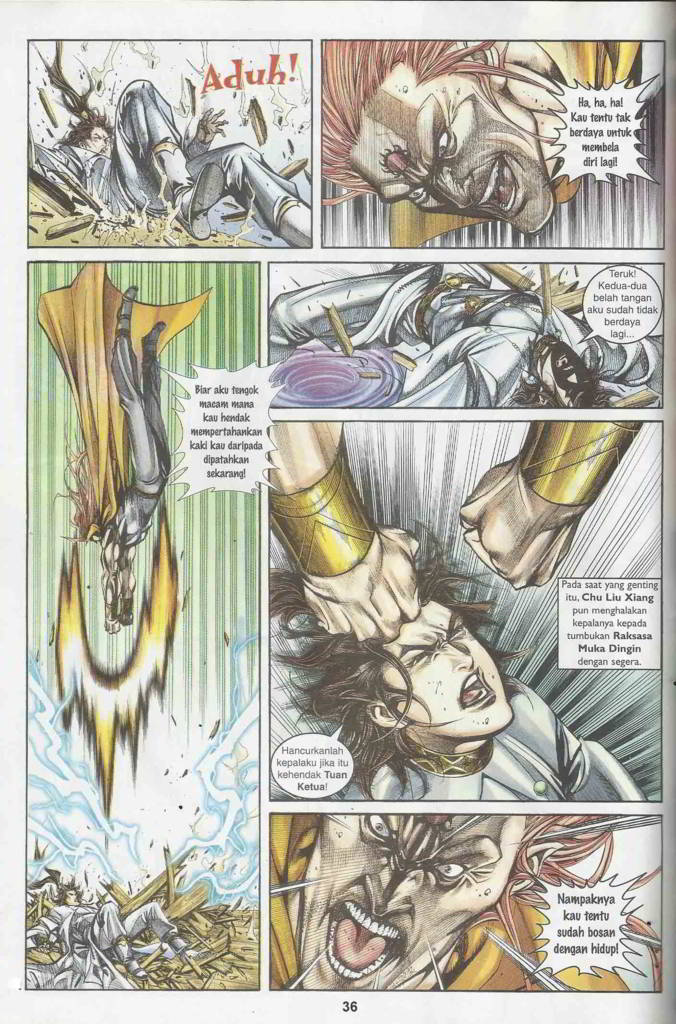 Aduh!
Ha, ha, ha!
Kau tentu tak
berdaya untuk
membela
diri lagi!
Teruk!
Kedua-dua
belah tangan
aku sudah tidak
berdaya
lagi...
Biar aku tengok
macam mana
kau hendak
mempertahankan
kaki kau daripada
dipatahkan
sekarang!
Pada saat yang genting
itu, Chu Liu Xiang
pun menghalakan
kepalanya kepada
tumbukan Raksasa
Muka Dingin
dengan segera.
Hancurkanlah
kepalaku jika itu
kehendak Tuan
Ketua!
Nampaknya
kau tentu
sudah bosan
dengan hidup!
36